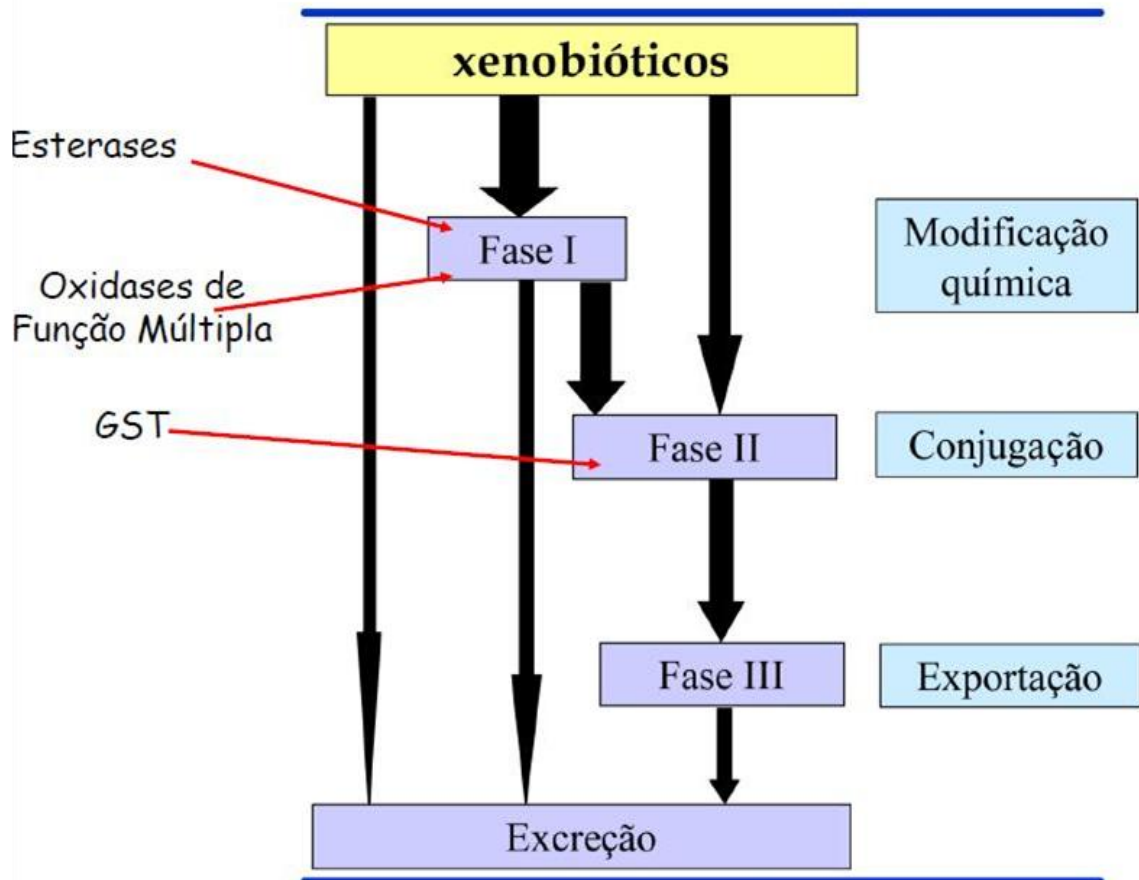 xenobióticos
Esterases
Fase I
Modificação
química
Oxidases de
Função Múltipla
GST
Fase II
Conjugação
Fase III
Exportação
Excreção